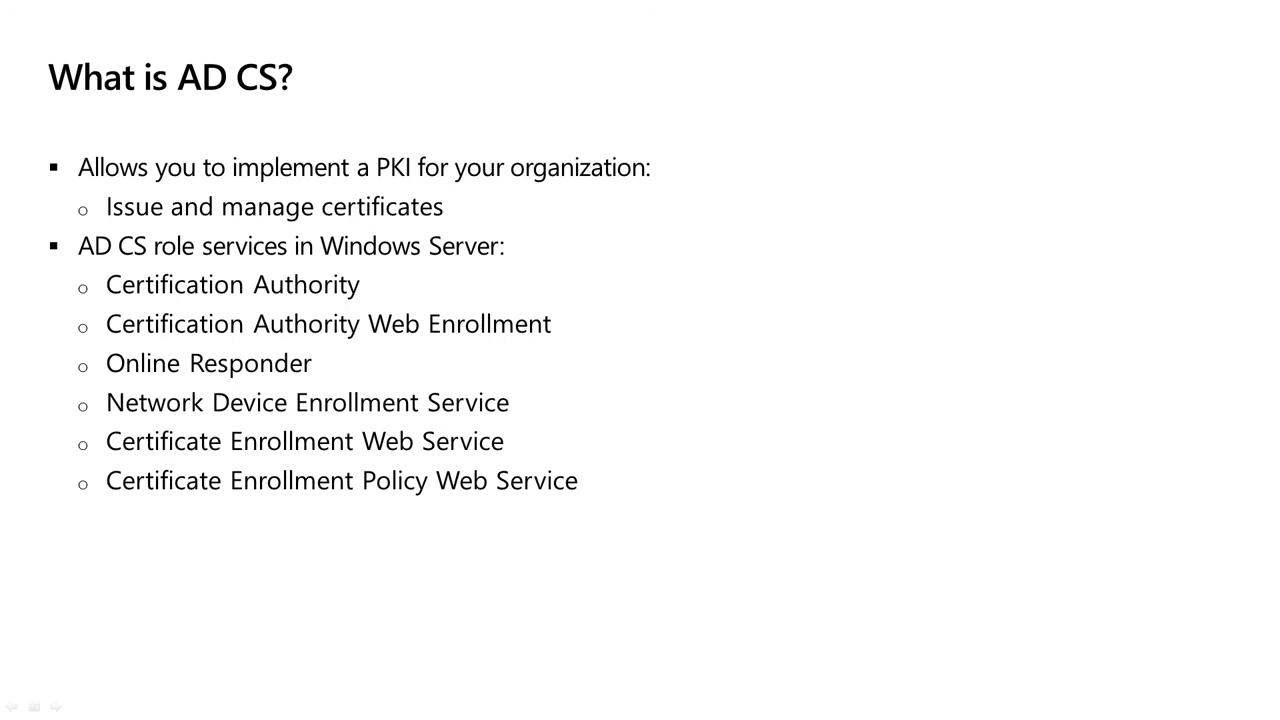 What is AD CS?
▪ Allows you to implement a PKI for your organization:
o Issue and manage certificates
▪ AD CS role services in Windows Server:
o Certification Authority
o Certification Authority Web Enrollment
o Online Responder
o Network Device Enrollment Service
o Certificate Enrollment Web Service
o Certificate Enrollment Policy Web Service